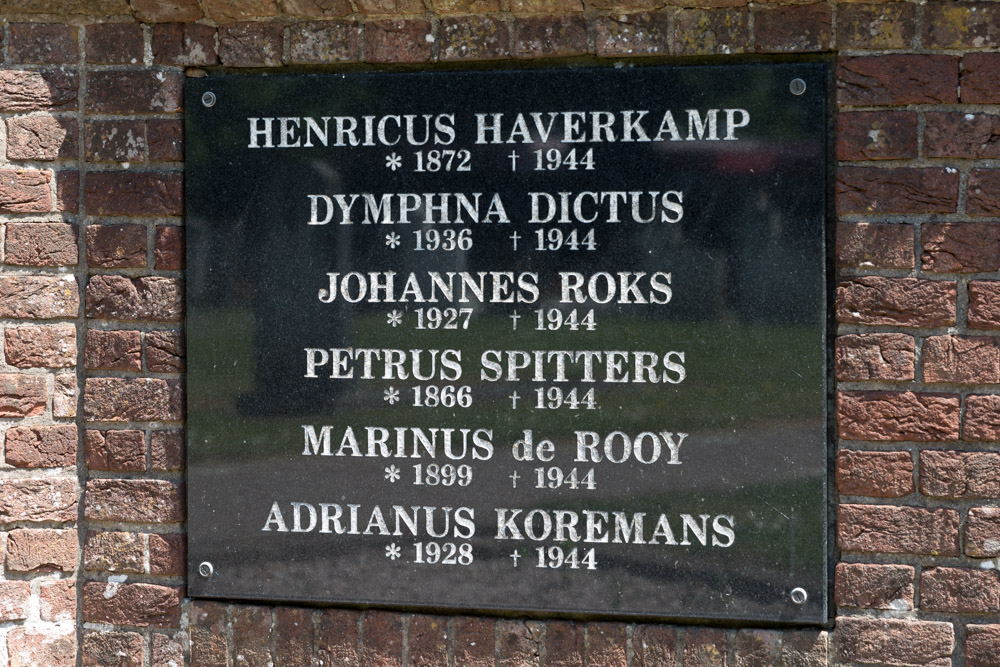 HENRICUS HAVERKAMP
* 1872 † 1944
DYMPHNA DICTUS
* 1936 † 1944
JOHANNES ROKS
* 1927 † 1944
PETRUS SPITTERS
* 1866 † 1944
MARINUS de ROOY
* 1899 † 1944
ADRIANUS KOREMANS
* 1928 † 1944